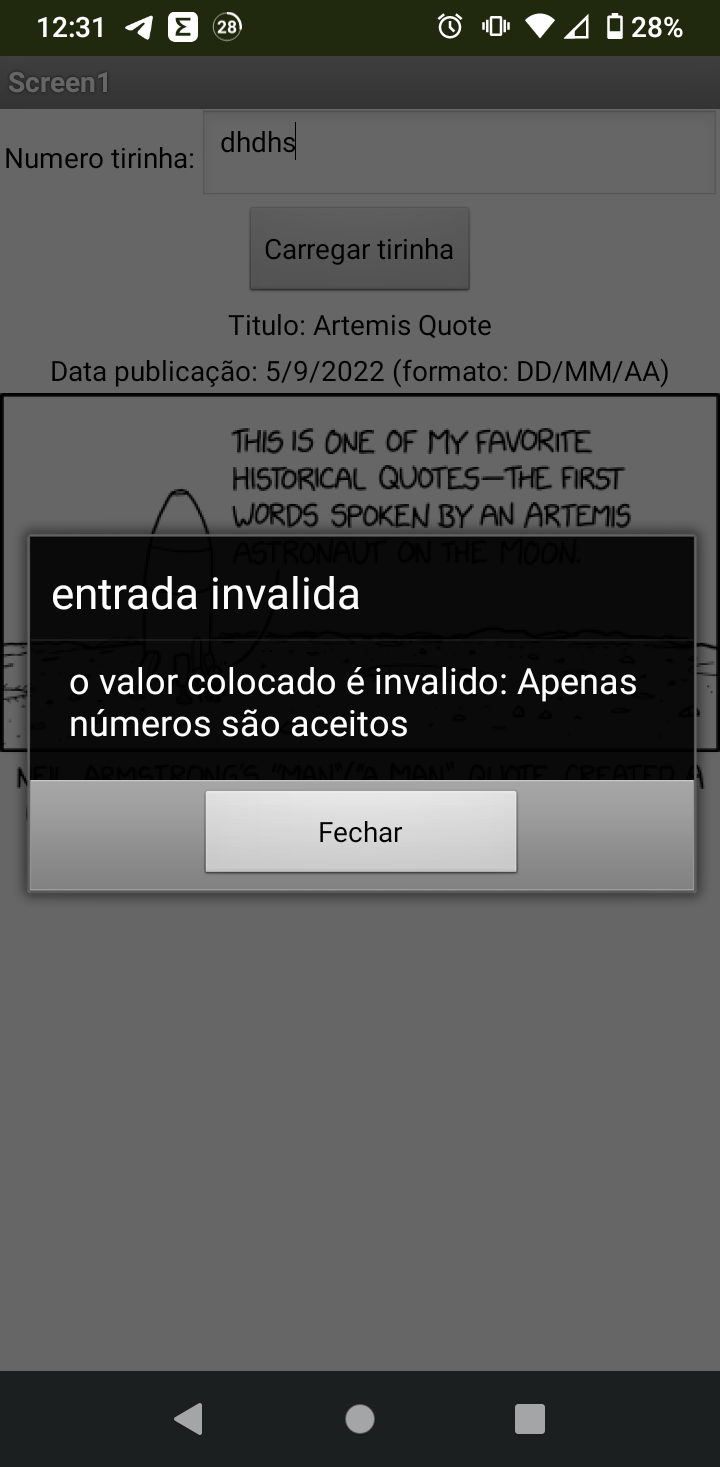 12:31 28 28%
Screen1
Numero tirinha: dhdhs
Carregar tirinha
Titulo: Artemis Quote
Data publicação: 5/9/2022 (formato: DD/MM/AA)
THIS IS ONE OF MY FAVORITE
HISTORICAL QUOTES—THE FIRST
WORDS SPOKEN BY AN ARTEMIS
ASTRONAUT ON THE MOON.
entrada invalida
o valor colocado é invalido: Apenas
números são aceitos
NEIL ARMSTRONG'S "MAN"/"A MAN" QUOTE CREATED A
Fechar